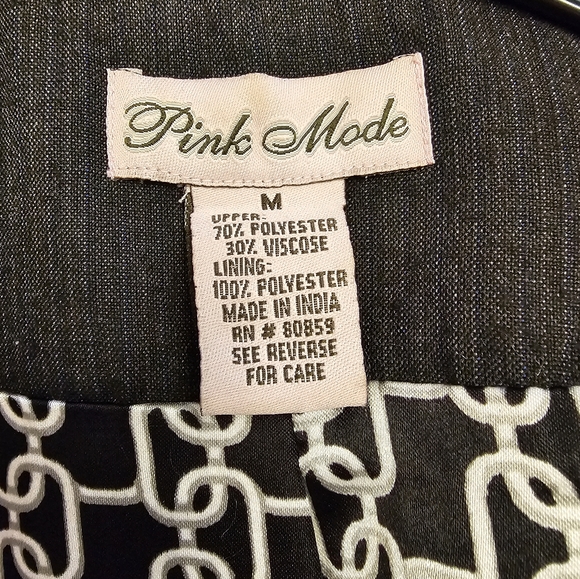 Pink Mode
M
UPPER:
70% POLYESTER
30% VISCOSE
LINING:
100% POLYESTER
MADE IN INDIA
RN # 80859
SEE REVERSE
FOR CARE